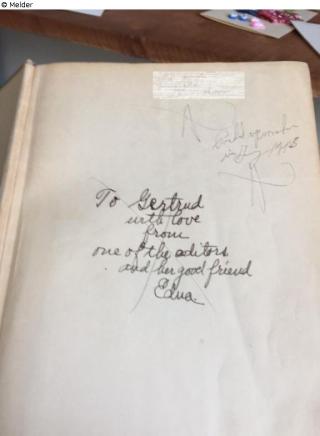 © Melder
To Gertrud
with love
from
one of the editors
and her good friend
Edna